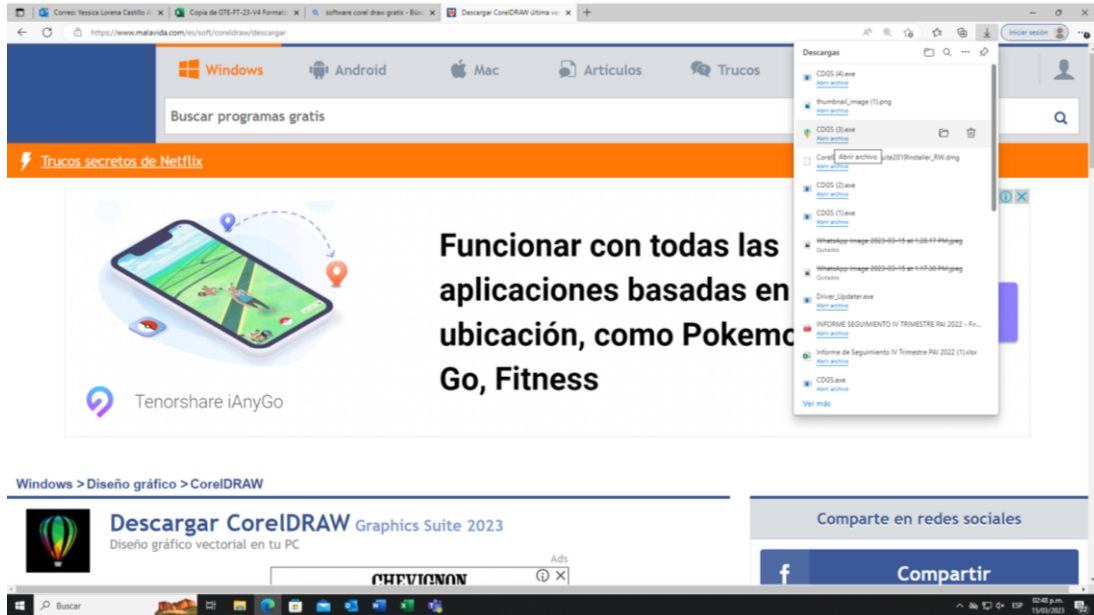 Correo: Yessica Lorena Castillo A
Copia de GTE-FT-23-V4 Formato
software corel draw gratis - Búsc
Descargar CorelDRAW última ver
https://www.malavida.com/es/soft/coreldraw/descargar
Iniciar sesión
Windows
Android
Mac
Artículos
Trucos
Buscar programas gratis
Trucos secretos de Netflix
Descargas
CDGS (4).exe
Abrir archivo
thumbnail_image (1).png
Abrir archivo
CDGS (3).exe
Abrir archivo
Abrir archivo
uite2019Installer_RW.dmg
Abrir archivo
CDGS (2).exe
Abrir archivo
CDGS (1).exe
Abrir archivo
WhatsApp Image 2023-03-15 at 1.28.17 PM.jpeg
Quitados
WhatsApp Image 2023-03-15 at 1.17.30 PM.jpeg
Quitados
Driver_Updater.exe
Abrir archivo
INFORME SEGUIMIENTO IV TRIMESTRE PAI 2022 - Fir...
Abrir archivo
Informe de Seguimiento IV Trimestre PAI 2022 (1).xlsx
Abrir archivo
CDGS.exe
Abrir archivo
Ver más
Funcionar con todas las
aplicaciones basadas en
ubicación, como Pokemo
Go, Fitness
Tenorshare iAnyGo
Windows > Diseño gráfico > CorelDRAW
Descargar CorelDRAW Graphics Suite 2023
Diseño gráfico vectorial en tu PC
Ads
CHEVIGNON
Comparte en redes sociales
f
Compartir
Buscar
ESP
02:48 p.m.
15/03/2023